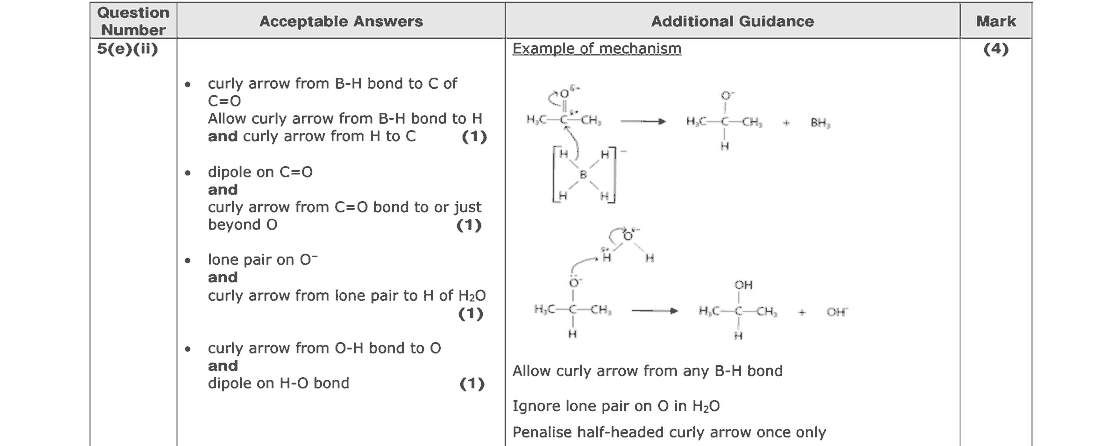 Question Number
Acceptable Answers
Additional Guidance
Mark
5(e)(ii)
Example of mechanism
(4)
• curly arrow from B-H bond to C of
C=O
Allow curly arrow from B-H bond to H
and curly arrow from H to C (1)
• dipole on C=O
and
curly arrow from C=O bond to or just
beyond O (1)
• lone pair on O⁻
and
curly arrow from lone pair to H of H₂O
(1)
• curly arrow from O-H bond to O
and
dipole on H-O bond (1)
O δ-
H₃C—C—CH₃
δ+
O⁻
H₃C—C—CH₃ + BH₃
H
H H
B
H H
−
δ-
O
δ+
H H
O⁻
H₃C—C—CH₃
H
OH
H₃C—C—CH₃ + OH⁻
H
Allow curly arrow from any B-H bond
Ignore lone pair on O in H₂O
Penalise half-headed curly arrow once only